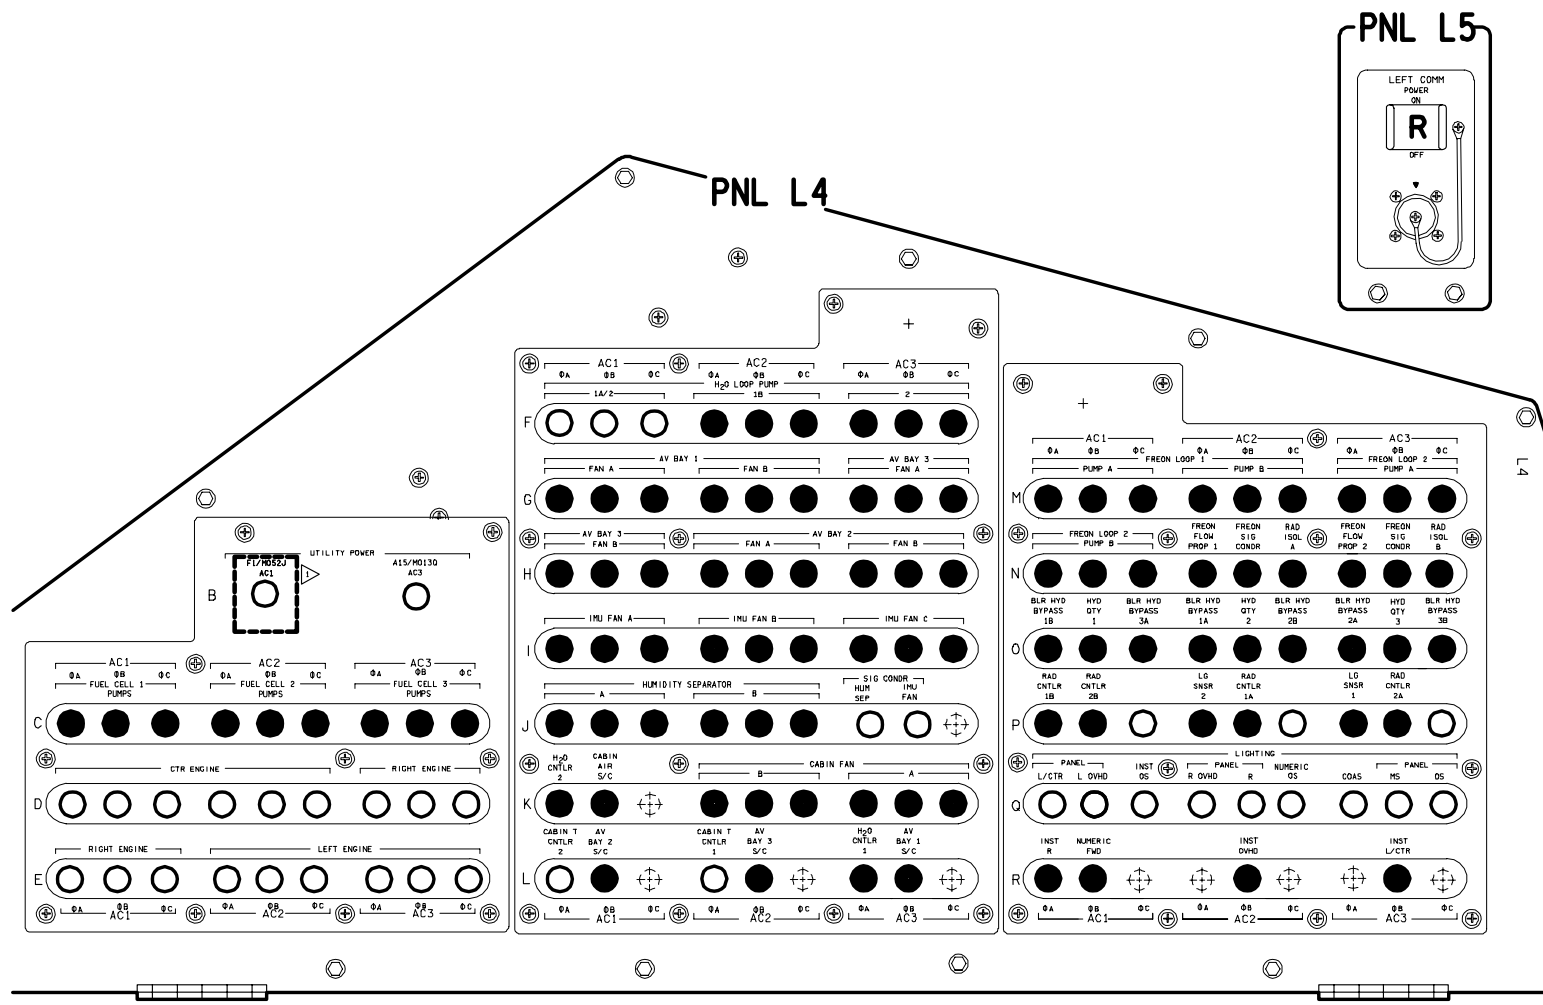 PNL L5
LEFT COMM
POWER
ON
R
OFF
PNL L4
L4
UTILITY POWER
F1/MO52J
AC1
1
A15/MO13Q
AC3
B
AC1 AC2 AC3
ΦA ΦB ΦC ΦA ΦB ΦC ΦA ΦB ΦC
FUEL CELL 1 FUEL CELL 2 FUEL CELL 3
PUMPS PUMPS PUMPS
C
CTR ENGINE RIGHT ENGINE
D
RIGHT ENGINE LEFT ENGINE
E
ΦA ΦB ΦC ΦA ΦB ΦC ΦA ΦB ΦC
AC1 AC2 AC3
AC1 AC2 AC3
ΦA ΦB ΦC ΦA ΦB ΦC ΦA ΦB ΦC
H2O LOOP PUMP
1A/2 1B 2
F
AV BAY 1 AV BAY 3
FAN A FAN B FAN A
G
AV BAY 3 AV BAY 2
FAN B FAN A FAN B
H
IMU FAN A IMU FAN B IMU FAN C
I
HUMIDITY SEPARATOR SIG CONDR
A B HUM IMU
SEP FAN
J
H2O CABIN CABIN FAN
CNTLR AIR B A
2 S/C
K
CABIN T AV CABIN T AV H2O AV
CNTLR BAY 2 CNTLR BAY 3 CNTLR BAY 1
2 S/C 1 S/C 1 S/C
L
ΦA ΦB ΦC ΦA ΦB ΦC ΦA ΦB ΦC
AC1 AC2 AC3
AC1 AC2 AC3
ΦA ΦB ΦC ΦA ΦB ΦC ΦA ΦB ΦC
FREON LOOP 1 FREON LOOP 2
PUMP A PUMP B PUMP A
M
FREON LOOP 2 FREON FREON RAD FREON FREON RAD
PUMP B FLOW SIG ISOL FLOW SIG ISOL
PROP 1 CONDR A PROP 2 CONDR B
N
BLR HYD HYD BLR HYD BLR HYD HYD BLR HYD BLR HYD HYD BLR HYD
BYPASS QTY BYPASS BYPASS QTY BYPASS BYPASS QTY BYPASS
1B 1 3A 1A 2 2B 2A 3 3B
O
RAD RAD LG RAD LG RAD
CNTLR CNTLR SNSR CNTLR SNSR CNTLR
1B 2B 2 1A 1 2A
P
LIGHTING
PANEL INST PANEL NUMERIC PANEL
L/CTR L OVHD OS R OVHD R OS COAS MS OS
Q
INST NUMERIC INST INST
R FWD OVHD L/CTR
R
ΦA ΦB ΦC ΦA ΦB ΦC ΦA ΦB ΦC
AC1 AC2 AC3